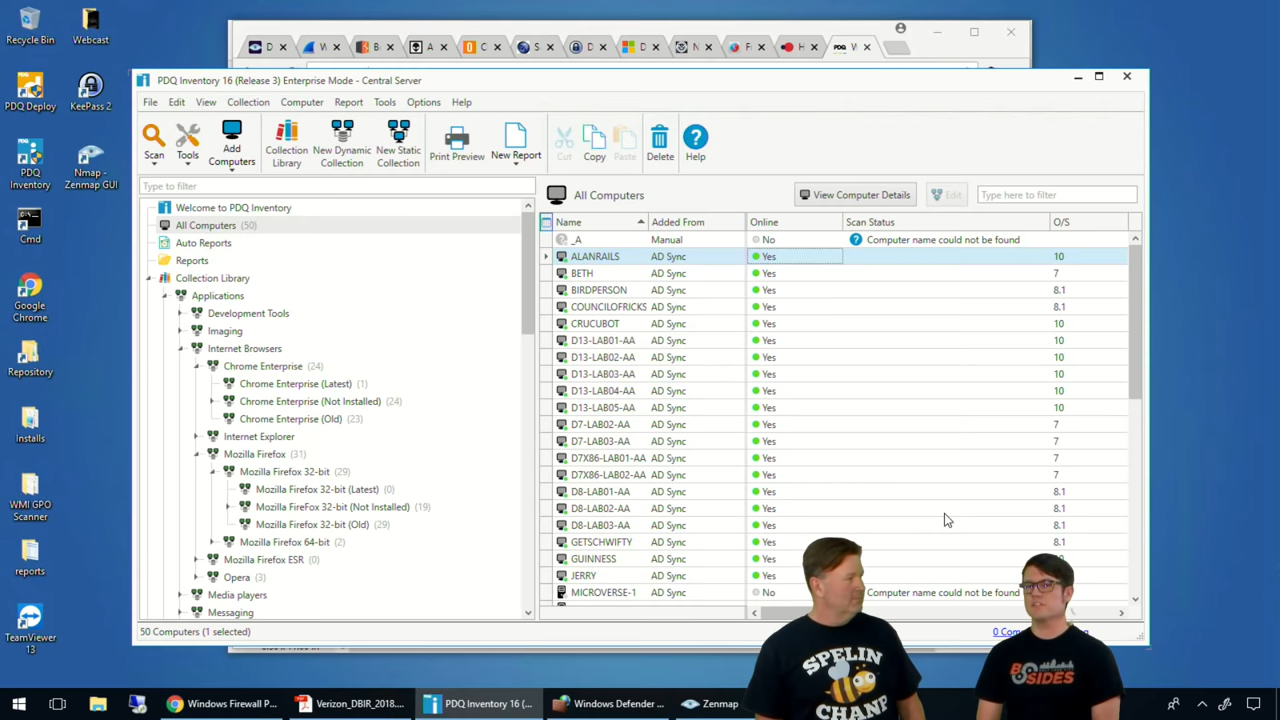 Recycle Bin
Webcast
PDQ Deploy
KeePass 2
PDQ
Inventory
Nmap -
Zenmap GUI
Cmd
Google
Chrome
Repository
Installs
WMI GPO
Scanner
reports
TeamViewer
13
PDQ Inventory 16 (Release 3) Enterprise Mode - Central Server
File Edit View Collection Computer Report Tools Options Help
Scan
Tools
Add
Computers
Collection
Library
New Dynamic
Collection
New Static
Collection
Print Preview
New Report
Cut
Copy
Paste
Delete
Help
Type to filter
Welcome to PDQ Inventory
All Computers (50)
Auto Reports
Reports
Collection Library
Applications
Development Tools
Imaging
Internet Browsers
Chrome Enterprise (24)
Chrome Enterprise (Latest) (1)
Chrome Enterprise (Not Installed) (24)
Chrome Enterprise (Old) (23)
Internet Explorer
Mozilla Firefox (31)
Mozilla Firefox 32-bit (29)
Mozilla Firefox 32-bit (Latest) (0)
Mozilla FireFox 32-bit (Not Installed) (19)
Mozilla Firefox 32-bit (Old) (29)
Mozilla Firefox 64-bit (2)
Mozilla Firefox ESR (0)
Opera (3)
Media players
Messaging
All Computers
View Computer Details
Edit
Type here to filter
Name Added From Online Scan Status O/S
_A Manual No Computer name could not be found
ALANRAILS AD Sync Yes 10
BETH AD Sync Yes 7
BIRDPERSON AD Sync Yes 8.1
COUNCILOFRICKS AD Sync Yes 8.1
CRUCUBOT AD Sync Yes 10
D13-LAB01-AA AD Sync Yes 10
D13-LAB02-AA AD Sync Yes 10
D13-LAB03-AA AD Sync Yes 10
D13-LAB04-AA AD Sync Yes 10
D13-LAB05-AA AD Sync Yes 10
D7-LAB02-AA AD Sync Yes 7
D7-LAB03-AA AD Sync Yes 7
D7X86-LAB01-AA AD Sync Yes 7
D7X86-LAB02-AA AD Sync Yes 7
D8-LAB01-AA AD Sync Yes 8.1
D8-LAB02-AA AD Sync Yes 8.1
D8-LAB03-AA AD Sync Yes 8.1
GETSCHWIFTY AD Sync Yes 8.1
GUINNESS AD Sync Yes
JERRY AD Sync Yes
MICROVERSE-1 AD Sync No Computer name could not be found
50 Computers (1 selected)
0 Com
SPELIN
CHANP
BSIDES
Windows Firewall P...
Verizon_DBIR_2018....
PDQ Inventory 16 (...
Windows Defender ...
Zenmap